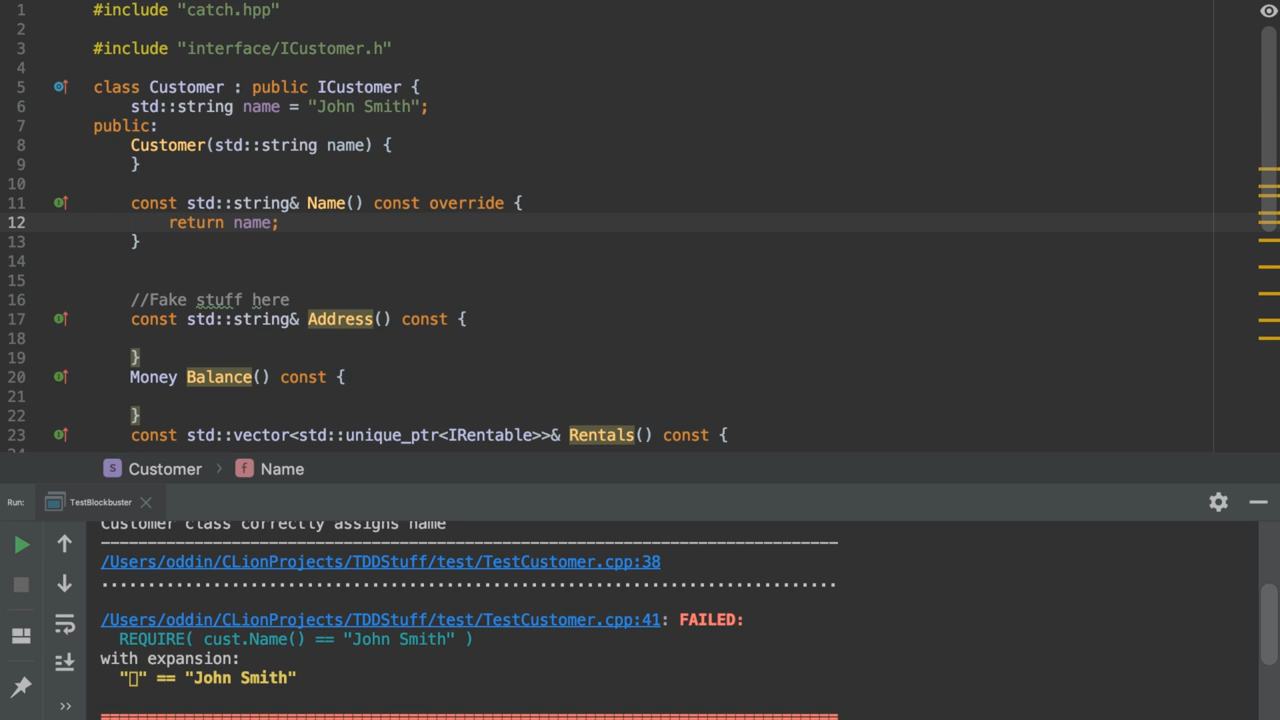 1 #include "catch.hpp"
2
3 #include "interface/ICustomer.h"
4
5 class Customer : public ICustomer {
6 std::string name = "John Smith";
7 public:
8 Customer(std::string name) {
9 }
10
11 const std::string& Name() const override {
12 return name;
13 }
14
15
16 //Fake stuff here
17 const std::string& Address() const {
18
19 }
20 Money Balance() const {
21
22 }
23 const std::vector<std::unique_ptr<IRentable>>& Rentals() const {
24
S Customer > f Name
Run: TestBlockbuster
Customer class correctly assigns name
-------------------------------------------------------------------------------
/Users/oddin/CLionProjects/TDDStuff/test/TestCustomer.cpp:38
...............................................................................
/Users/oddin/CLionProjects/TDDStuff/test/TestCustomer.cpp:41: FAILED:
REQUIRE( cust.Name() == "John Smith" )
with expansion:
"▯" == "John Smith"
===============================================================================